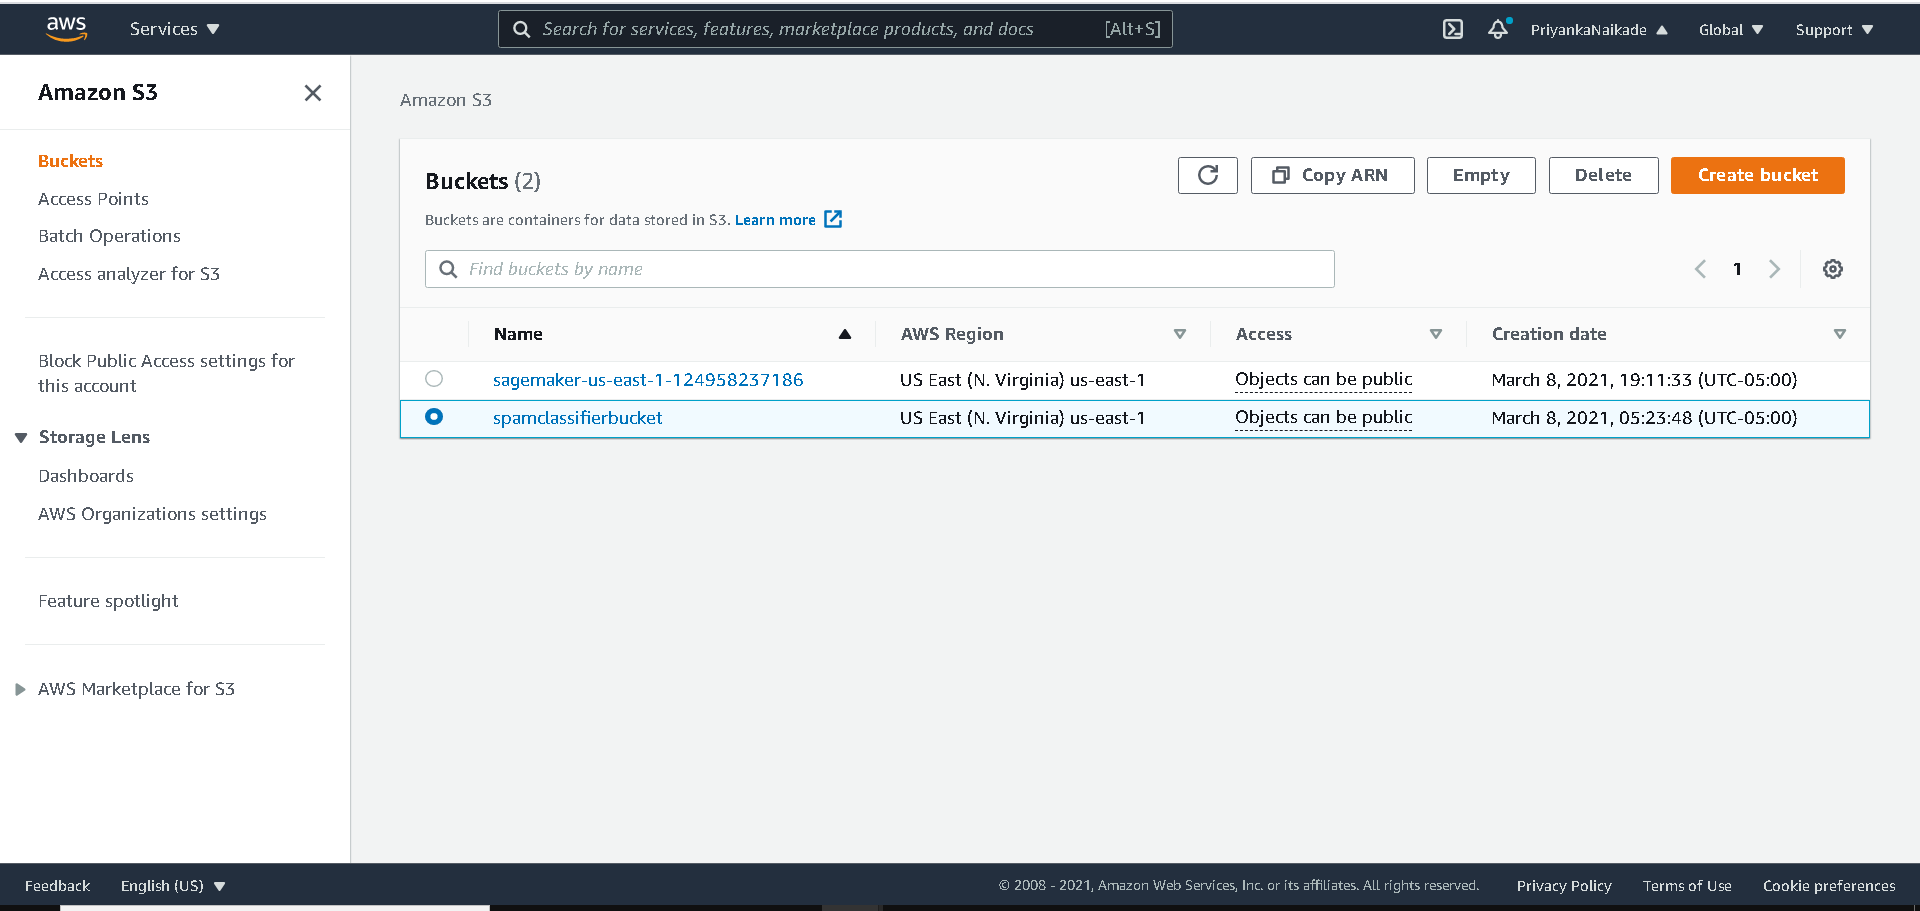 aws
Services
Search for services, features, marketplace products, and docs
[Alt+S]
PriyankaNaikade
Global
Support
Amazon S3
Buckets
Access Points
Batch Operations
Access analyzer for S3
Block Public Access settings for
this account
Storage Lens
Dashboards
AWS Organizations settings
Feature spotlight
AWS Marketplace for S3
Amazon S3
Buckets (2)
Copy ARN
Empty
Delete
Create bucket
Buckets are containers for data stored in S3. Learn more
Find buckets by name
1
Name AWS Region Access Creation date
sagemaker-us-east-1-124958237186 US East (N. Virginia) us-east-1 Objects can be public March 8, 2021, 19:11:33 (UTC-05:00)
spamclassifierbucket US East (N. Virginia) us-east-1 Objects can be public March 8, 2021, 05:23:48 (UTC-05:00)
Feedback English (US) © 2008 - 2021, Amazon Web Services, Inc. or its affiliates. All rights reserved. Privacy Policy Terms of Use Cookie preferences